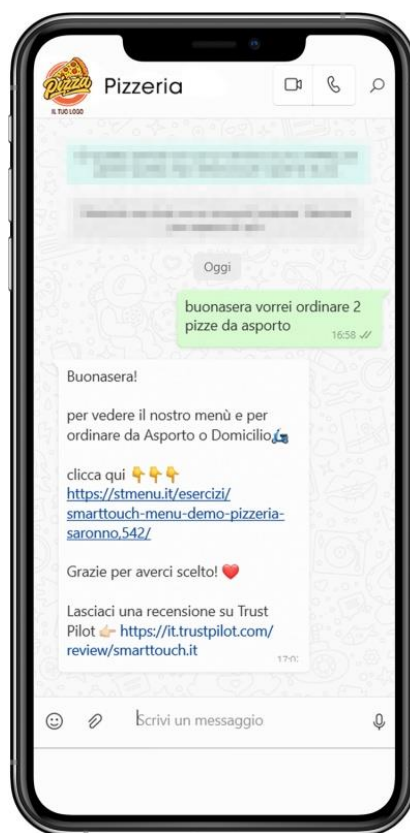 Pizza
IL TUO LOGO
Pizzeria
Oggi
buonasera vorrei ordinare 2
pizze da asporto
16:58
Buonasera!
per vedere il nostro menù e per
ordinare da Asporto o Domicilio🛵
clicca qui 👇👇👇
https://stmenu.it/esercizi/
smarttouch-menu-demo-pizzeria-
saronno,542/
Grazie per averci scelto! ❤️
Lasciaci una recensione su Trust
Pilot 👉🏻 https://it.trustpilot.com/
review/smarttouch.it
Scrivi un messaggio